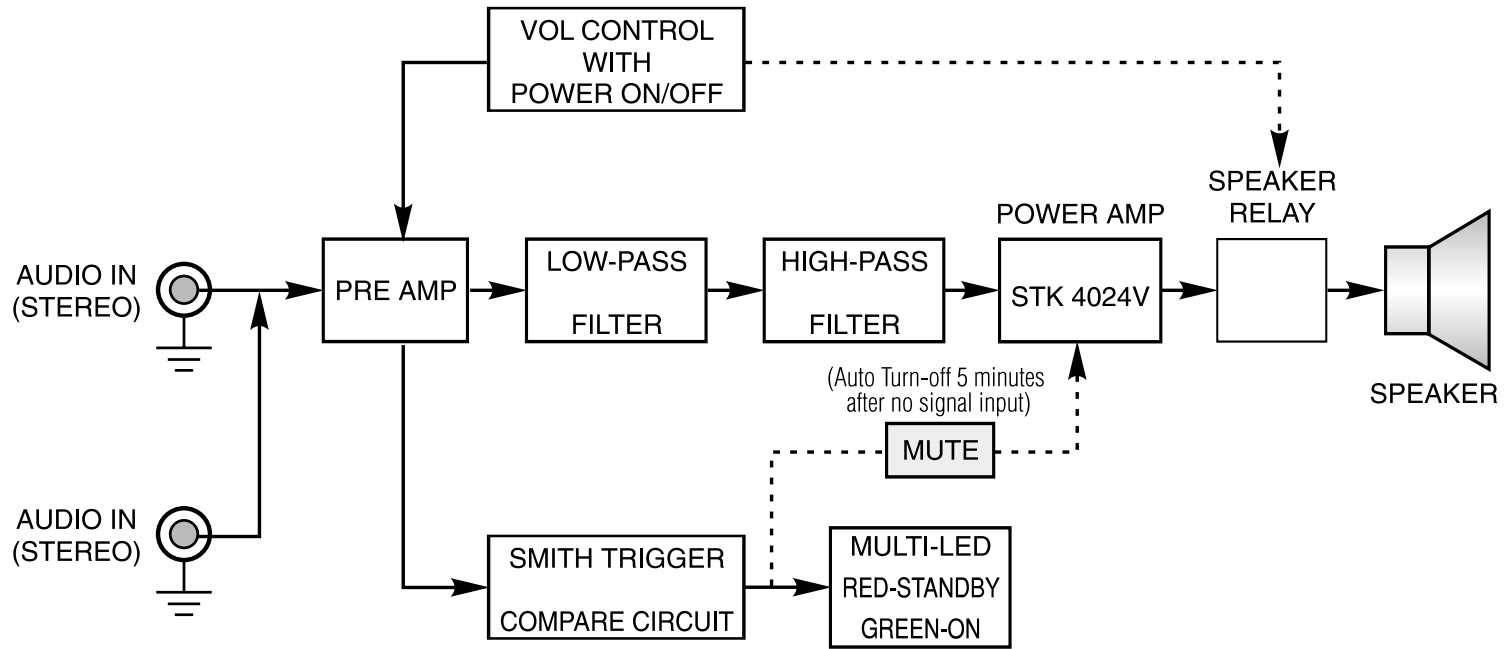 VOL CONTROL
WITH
POWER ON/OFF
SPEAKER
RELAY
POWER AMP
AUDIO IN
(STEREO)
PRE AMP
LOW-PASS
FILTER
HIGH-PASS
FILTER
STK 4024V
SPEAKER
(Auto Turn-off 5 minutes
after no signal input)
MUTE
AUDIO IN
(STEREO)
SMITH TRIGGER
COMPARE CIRCUIT
MULTI-LED
RED-STANDBY
GREEN-ON